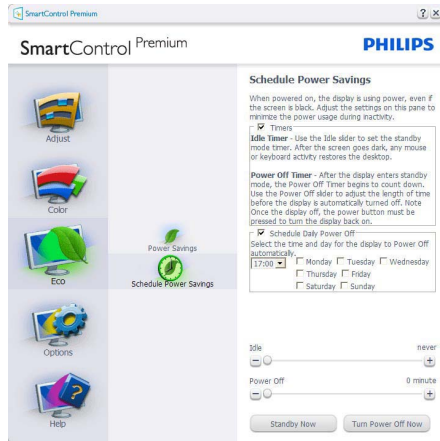 SmartControl Premium
SmartControl Premium
PHILIPS
Adjust
Color
Eco
Options
Help
Power Savings
Schedule Power Savings
Schedule Power Savings
When powered on, the display is using power, even if
the screen is black. Adjust the settings on this pane to
minimize the power usage during inactivity.
Timers
Idle Timer - Use the Idle slider to set the standby
mode timer. After the screen goes dark, any mouse
or keyboard activity restores the desktop.
Power Off Timer - After the display enters standby
mode, the Power Off Timer begins to count down.
Use the Power Off slider to adjust the length of time
before the display is automatically turned off. Note
Once the display off, the power button must be
pressed to turn the display back on.
Schedule Daily Power Off
Select the time and day for the display to Power Off
automatically.
17:00 Monday Tuesday Wednesday
Thursday Friday
Saturday Sunday
Idle never
Power Off 0 minute
Standby Now Turn Power Off Now